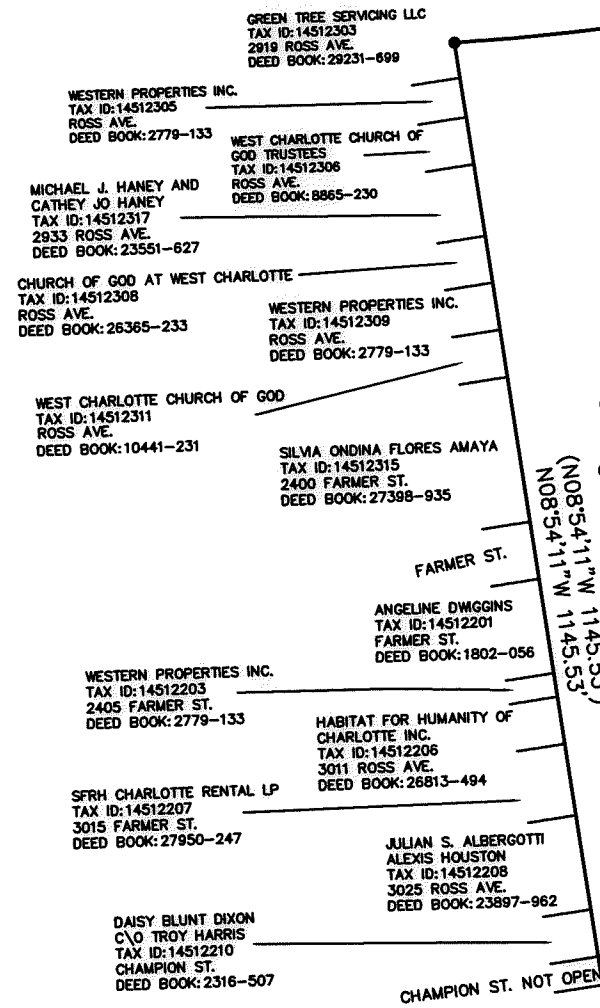 GREEN TREE SERVICING LLC
TAX ID:14512303
2919 ROSS AVE.
DEED BOOK:29231-699
WESTERN PROPERTIES INC.
TAX ID:14512305
ROSS AVE.
DEED BOOK:2779-133
WEST CHARLOTTE CHURCH OF
GOD TRUSTEES
TAX ID:14512306
ROSS AVE.
DEED BOOK:8865-230
MICHAEL J. HANEY AND
CATHEY JO HANEY
TAX ID:14512317
2933 ROSS AVE.
DEED BOOK:23551-627
CHURCH OF GOD AT WEST CHARLOTTE
TAX ID:14512308
ROSS AVE.
DEED BOOK:26365-233
WESTERN PROPERTIES INC.
TAX ID:14512309
ROSS AVE.
DEED BOOK:2779-133
WEST CHARLOTTE CHURCH OF GOD
TAX ID:14512311
ROSS AVE.
DEED BOOK:10441-231
SILVIA ONDINA FLORES AMAYA
TAX ID:14512315
2400 FARMER ST.
DEED BOOK:27398-935
(N08°54'11"W 1145.53')
N08°54'11"W 1145.53'
FARMER ST.
ANGELINE DWIGGINS
TAX ID:14512201
FARMER ST.
DEED BOOK:1802-056
WESTERN PROPERTIES INC.
TAX ID:14512203
2405 FARMER ST.
DEED BOOK:2779-133
HABITAT FOR HUMANITY OF
CHARLOTTE INC.
TAX ID:14512206
3011 ROSS AVE.
DEED BOOK:26813-494
SFRH CHARLOTTE RENTAL LP
TAX ID:14512207
3015 FARMER ST.
DEED BOOK:27950-247
JULIAN S. ALBERGOTTI
ALEXIS HOUSTON
TAX ID:14512208
3025 ROSS AVE.
DEED BOOK:23897-962
DAISY BLUNT DIXON
C\O TROY HARRIS
TAX ID:14512210
CHAMPION ST.
DEED BOOK:2316-507
CHAMPION ST. NOT OPEN